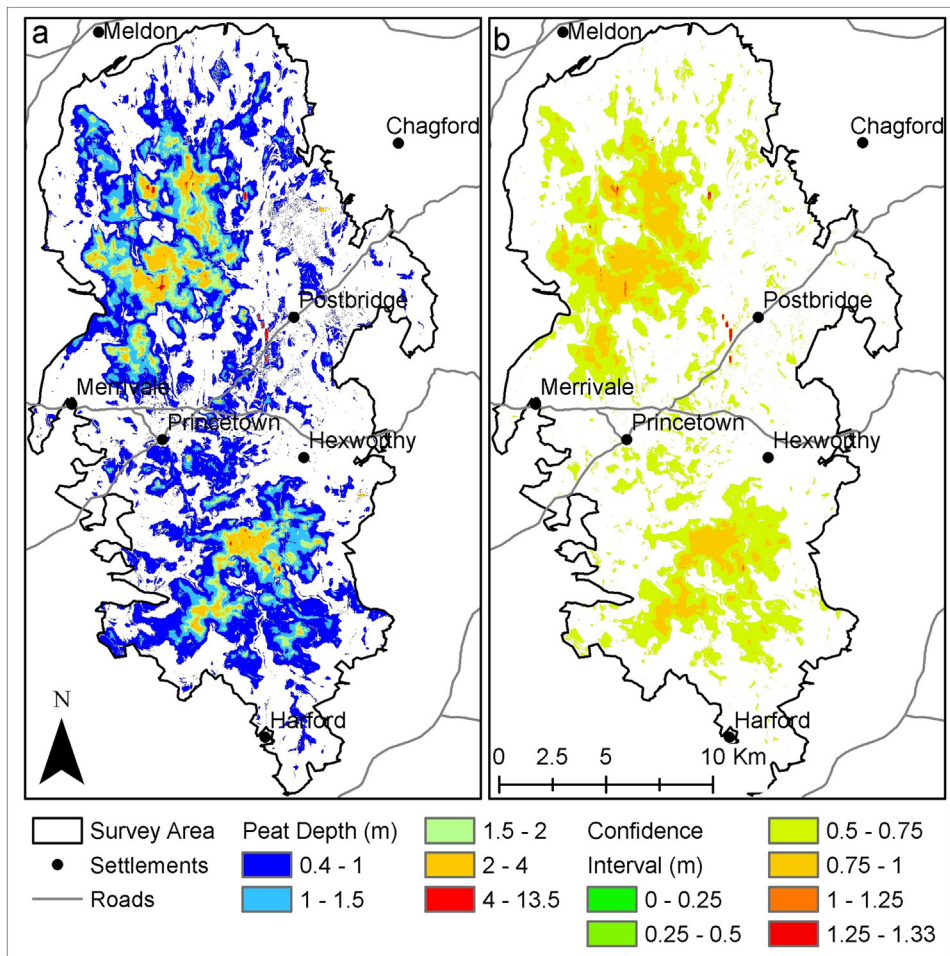 a
Meldon
Chagford
Postbridge
Merrivale
Princetown
Hexworthy
N
Harford
b
Meldon
Chagford
Postbridge
Merrivale
Princetown
Hexworthy
Harford
0 2.5 5 10 Km
Survey Area
Settlements
Roads
Peat Depth (m)
0.4 - 1
1 - 1.5
1.5 - 2
2 - 4
4 - 13.5
Confidence
Interval (m)
0 - 0.25
0.25 - 0.5
0.5 - 0.75
0.75 - 1
1 - 1.25
1.25 - 1.33